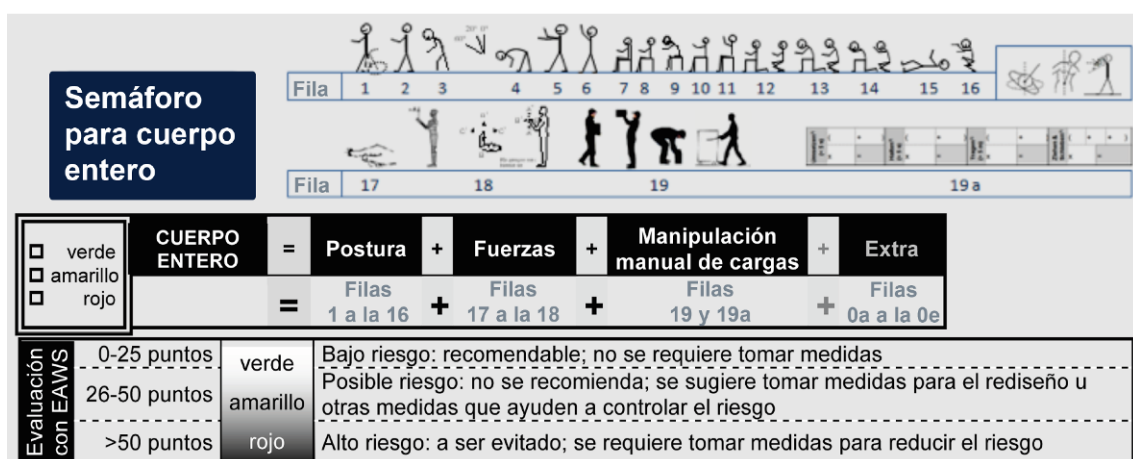 Semáforo
para cuerpo
entero
Fila 1 2 3 4 5 6 7 8 9 10 11 12 13 14 15 16
Fila 17 18 19 19 a
verde
amarillo
rojo
CUERPO
ENTERO
=
Postura
+
Fuerzas
+
Manipulación
manual de cargas
+
Extra
=
Filas
1 a la 16
+
Filas
17 a la 18
+
Filas
19 y 19a
+
Filas
0a a la 0e
Evaluación
con EAWS
0-25 puntos
verde
Bajo riesgo: recomendable; no se requiere tomar medidas
26-50 puntos
amarillo
Posible riesgo: no se recomienda; se sugiere tomar medidas para el rediseño u
otras medidas que ayuden a controlar el riesgo
>50 puntos
rojo
Alto riesgo: a ser evitado; se requiere tomar medidas para reducir el riesgo